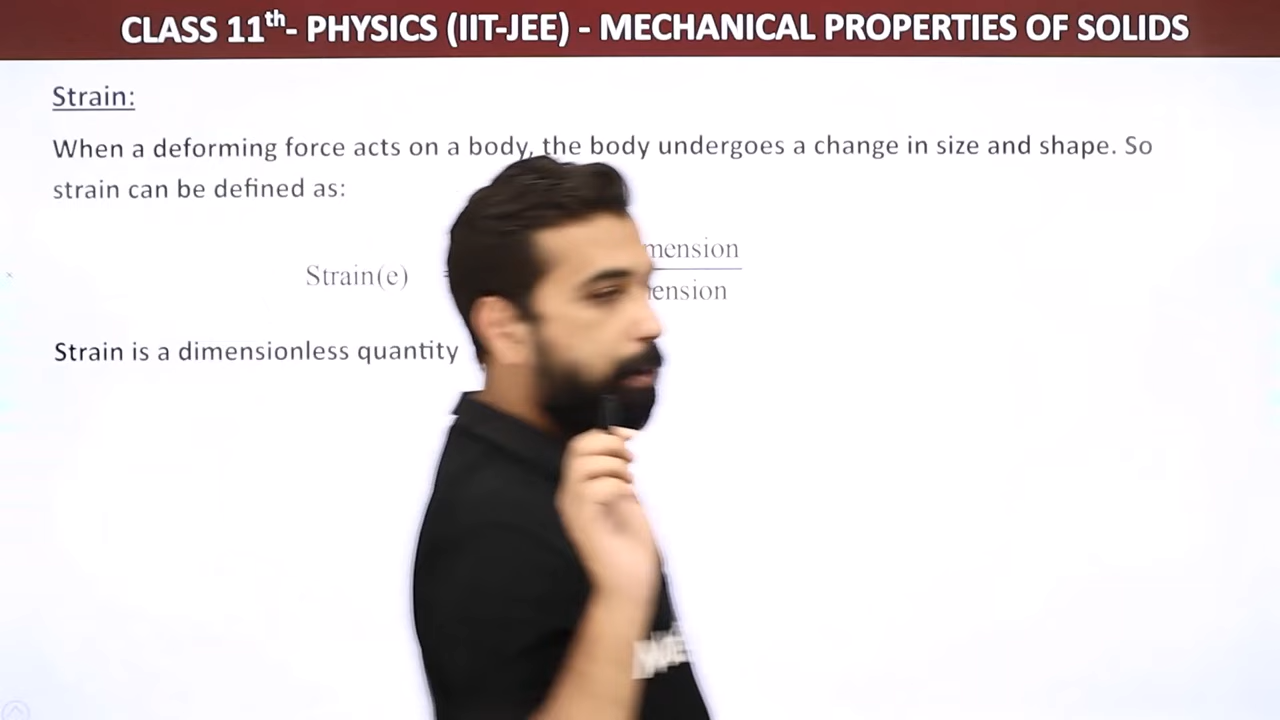 CLASS 11th- PHYSICS (IIT-JEE) - MECHANICAL PROPERTIES OF SOLIDS
Strain:
When a deforming force acts on a body, the body undergoes a change in size and shape. So
strain can be defined as:
mension
Strain(e)
ension
Strain is a dimensionless quantity